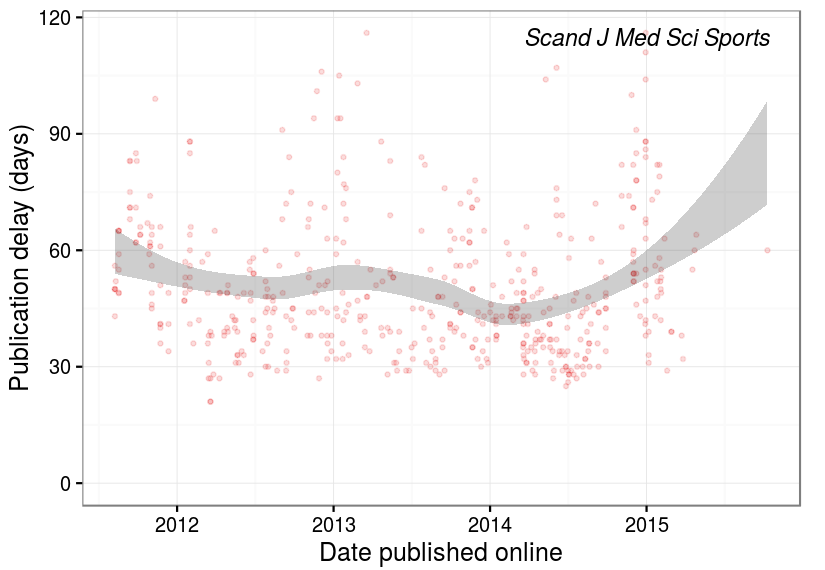 Scand J Med Sci Sports
120
90
60
30
0
Publication delay (days)
2012 2013 2014 2015
Date published online